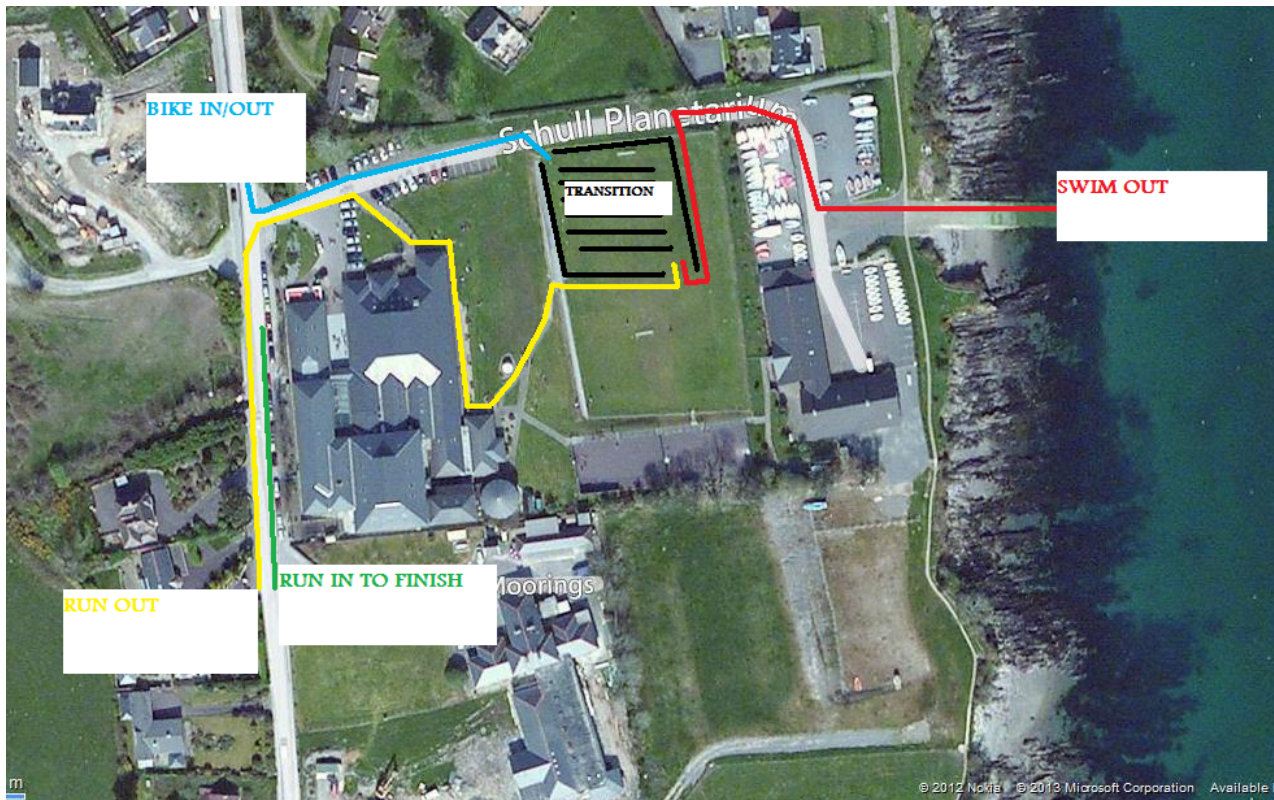 BIKE IN/OUT
Schull Planetarium
TRANSITION
SWIM OUT
RUN IN TO FINISH
Moorings
RUN OUT
m
© 2012 Nokia © 2013 Microsoft Corporation Available